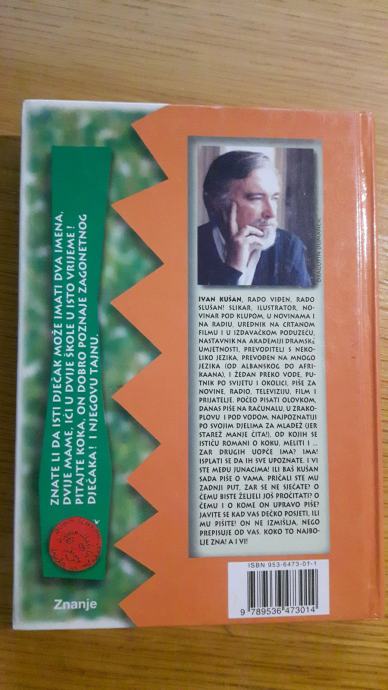 ZNATE LI DA ISTI DJEČAK MOŽE IMATI DVA IMENA,
DVIJE MAME, IĆI U DVIJE ŠKOLE U ISTO VRIJEME!
PITAJTE KOKA, ON DOBRO POZNAJE ZAGONETNOG
DJEČAKA! I NJEGOVU TAJNU.
Znanje
IVAN KUŠAN, RADO VIĐEN, RADO
SLUŠAN! SLIKAR, ILUSTRATOR, NO-
VINAR POD KLUPOM, U NOVINAMA I
NA RADIU, UREDNIK NA CRTANOM
FILMU I U IZDAVAČKOM PODUZEĆU,
NASTAVNIK NA AKADEMIJI DRAMSK.
UMJETNOSTI, PREVODITELJ S NEKO-
LIKO JEZIKA, PREVOĐEN NA MNOGO
JEZIKA (OD ALBANSKOG DO AFRI-
KAANA), I ŽEDAN PREKO VODE, PU-
TNIK PO SVIJETU I OKOLICI, PIŠE ZA
NOVINE, RADIO, TELEVIZIJU, FILM I
PRIJATELJE. POČEO PISATI OLOVKOM,
DANAS PIŠE NA RAČUNALU, U ZRAKO-
PLOVU I POD VODOM. NAJPOZNATIJI
PO SVOJIM DJELIMA ZA MLADEŽ (JER
STAREŽ MANJE ČITA!), OD KOJIH SE
ISTIČU ROMANI O KOKU, MELITI I ...
ZAR DRUGIH UOPĆE IMA? IMA!
ISPLATI SE DA IH SVE UPOZNATE. I VI
STE MEĐU JUNACIMA! ILI BAŠ KUŠAN
SADA PIŠE O VAMA. PRIČALI STE MU
ZADNJI PUT, ZAR SE NE SJEĆATE? O
ČEMU BISTE ŽELJELI JOŠ PROČITATI? O
ČEMU I O KOME ON UPRAVO PIŠE?
JAVITE SE KAD VAS DEČKO POSJETI, ILI
MU PIŠITE! ON NE IZMIŠLJA, NEGO
PREPISUJE OD VAS. KOKO TO NAJBO-
LJE ZNA! A I VI!
ISBN 953-6473-01-1
9 789536 473014